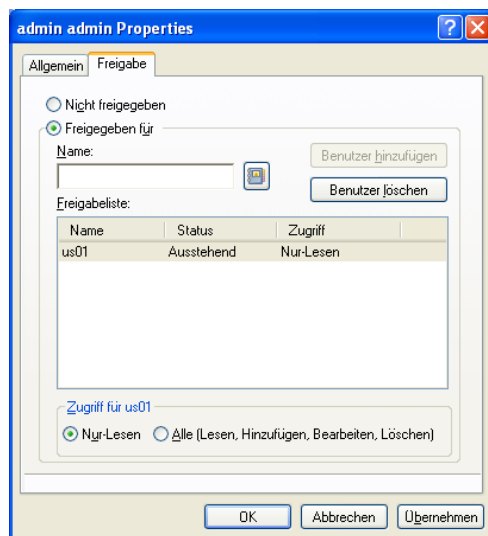 admin admin Properties
Allgemein Freigabe
Nicht freigegeben
Freigegeben für
Name:
Benutzer hinzufügen
Benutzer löschen
Freigabeliste:
Name Status Zugriff
us01 Ausstehend Nur-Lesen
Zugriff für us01
Nur-Lesen Alle (Lesen, Hinzufügen, Bearbeiten, Löschen)
OK Abbrechen Übernehmen